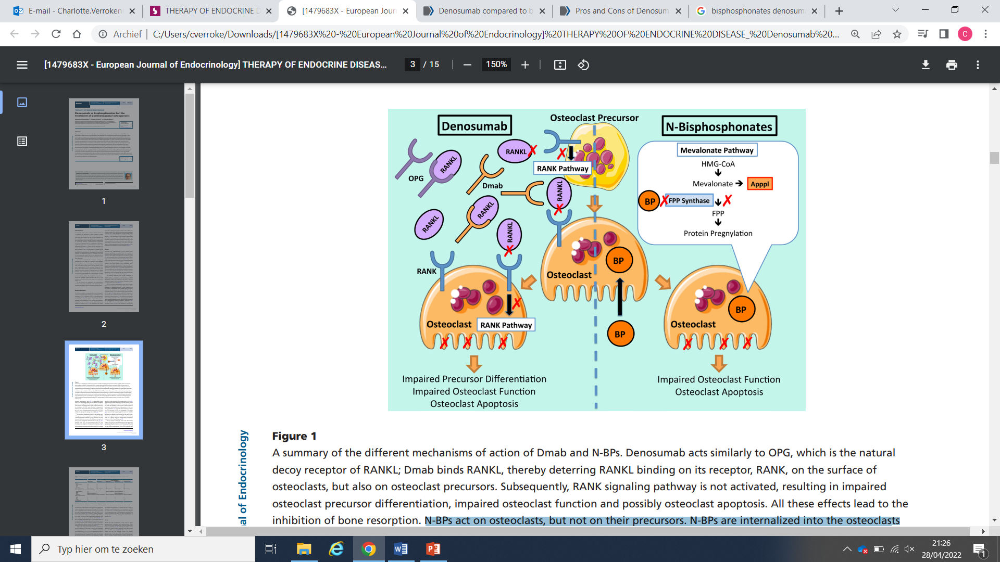 E-mail - Charlotte.Verroken
THERAPY OF ENDOCRINE D
[1479683X - European Jour
Denosumab compared to b
Pros and Cons of Denosum
bisphosphonates denosum
Archief
C:/Users/cverroke/Downloads/[1479683X%20-%20European%20Journal%20of%20Endocrinology]%20THERAPY%20OF%20ENDOCRINE%20DISEASE_%20Denosumab%20...
C
[1479683X - European Journal of Endocrinology] THERAPY OF ENDOCRINE DISEAS...
3 / 15
150%
1
2
3
Denosumab
Osteoclast Precursor
N-Bisphosphonates
RANKL
RANKL
OPG
RANK Pathway
Dmab
RANKL
RANKL
RANKL
RANKL
Mevalonate Pathway
HMG-CoA
Mevalonate
Apppl
BP
FPP Synthase
FPP
Protein Pregnylation
RANK
Osteoclast
BP
BP
Osteoclast
RANK Pathway
Osteoclast
BP
Impaired Precursor Differentiation
Impaired Osteoclast Function
Osteoclast Apoptosis
Impaired Osteoclast Function
Osteoclast Apoptosis
nal of Endocrinology
Figure 1
A summary of the different mechanisms of action of Dmab and N-BPs. Denosumab acts similarly to OPG, which is the natural
decoy receptor of RANKL; Dmab binds RANKL, thereby deterring RANKL binding on its receptor, RANK, on the surface of
osteoclasts, but also on osteoclast precursors. Subsequently, RANK signaling pathway is not activated, resulting in impaired
osteoclast precursor differentiation, impaired osteoclast function and possibly osteoclast apoptosis. All these effects lead to the
inhibition of bone resorption. N-BPs act on osteoclasts, but not on their precursors. N-BPs are internalized into the osteoclasts
Typ hier om te zoeken
21:26
28/04/2022
1